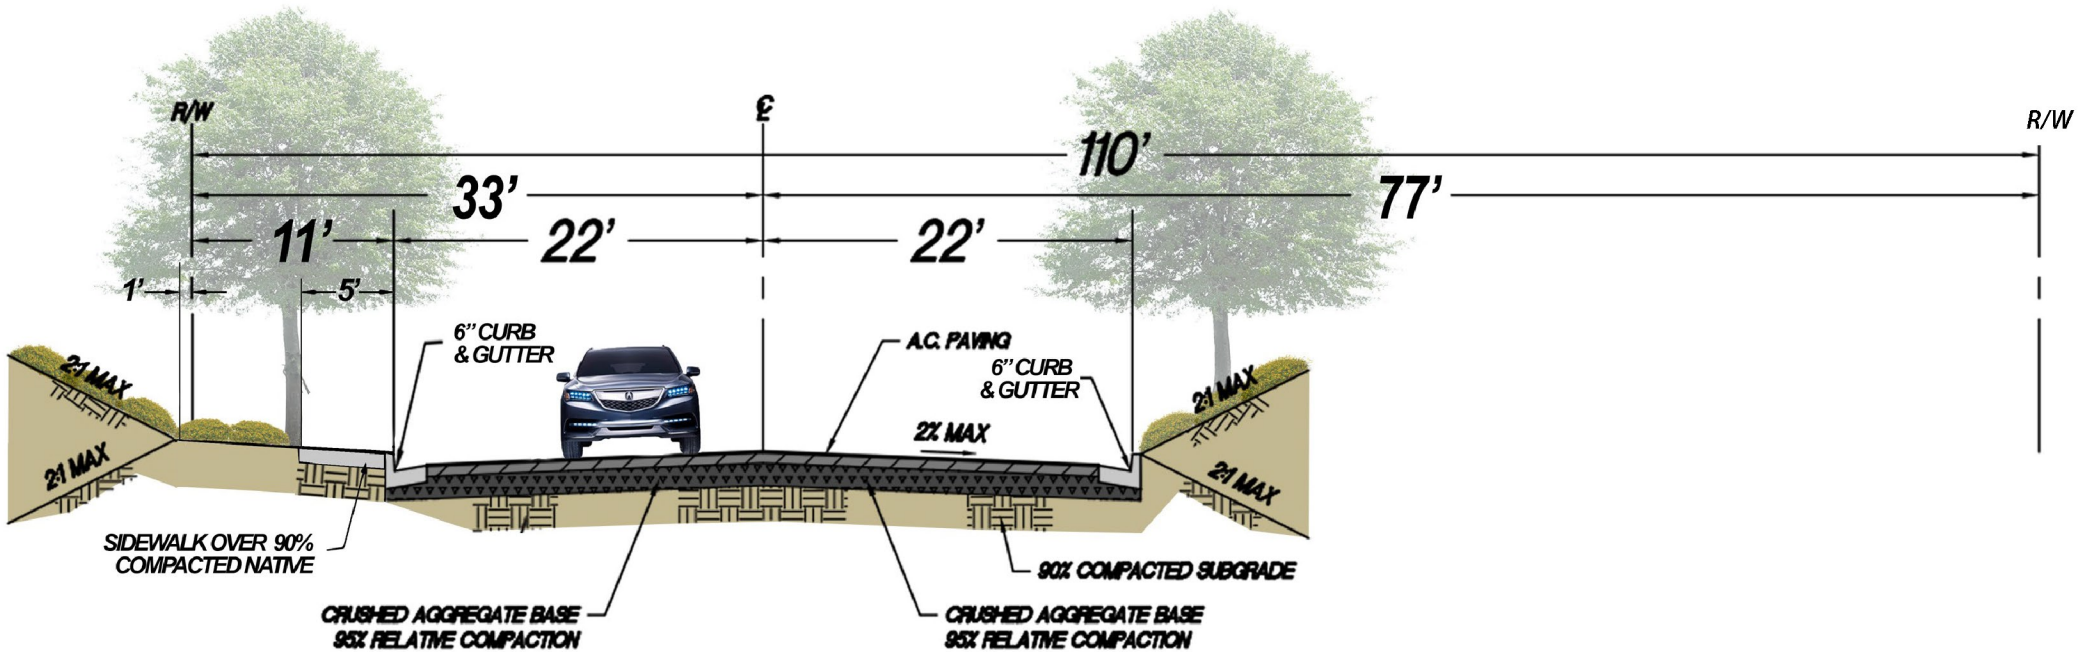 R/W
℄
R/W
110'
33'
77'
11'
22'
22'
1'
5'
6" CURB
& GUTTER
A.C. PAVING
6" CURB
& GUTTER
2:1 MAX
2:1 MAX
2% MAX
2:1 MAX
2:1 MAX
SIDEWALK OVER 90%
COMPACTED NATIVE
90% COMPACTED SUBGRADE
CRUSHED AGGREGATE BASE
95% RELATIVE COMPACTION
CRUSHED AGGREGATE BASE
95% RELATIVE COMPACTION